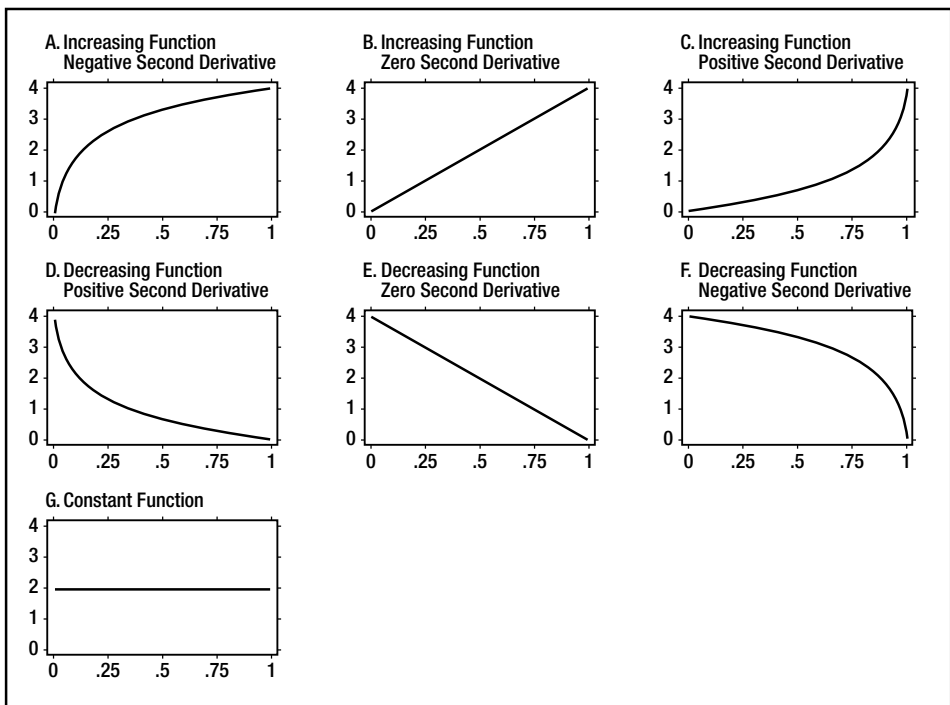 A. Increasing Function
Negative Second Derivative
B. Increasing Function
Zero Second Derivative
C. Increasing Function
Positive Second Derivative
4
3
2
1
0
0 .25 .5 .75 1
4
3
2
1
0
0 .25 .5 .75 1
4
3
2
1
0
0 .25 .5 .75 1
D. Decreasing Function
Positive Second Derivative
E. Decreasing Function
Zero Second Derivative
F. Decreasing Function
Negative Second Derivative
4
3
2
1
0
0 .25 .5 .75 1
4
3
2
1
0
0 .25 .5 .75 1
4
3
2
1
0
0 .25 .5 .75 1
G. Constant Function
4
3
2
1
0
0 .25 .5 .75 1